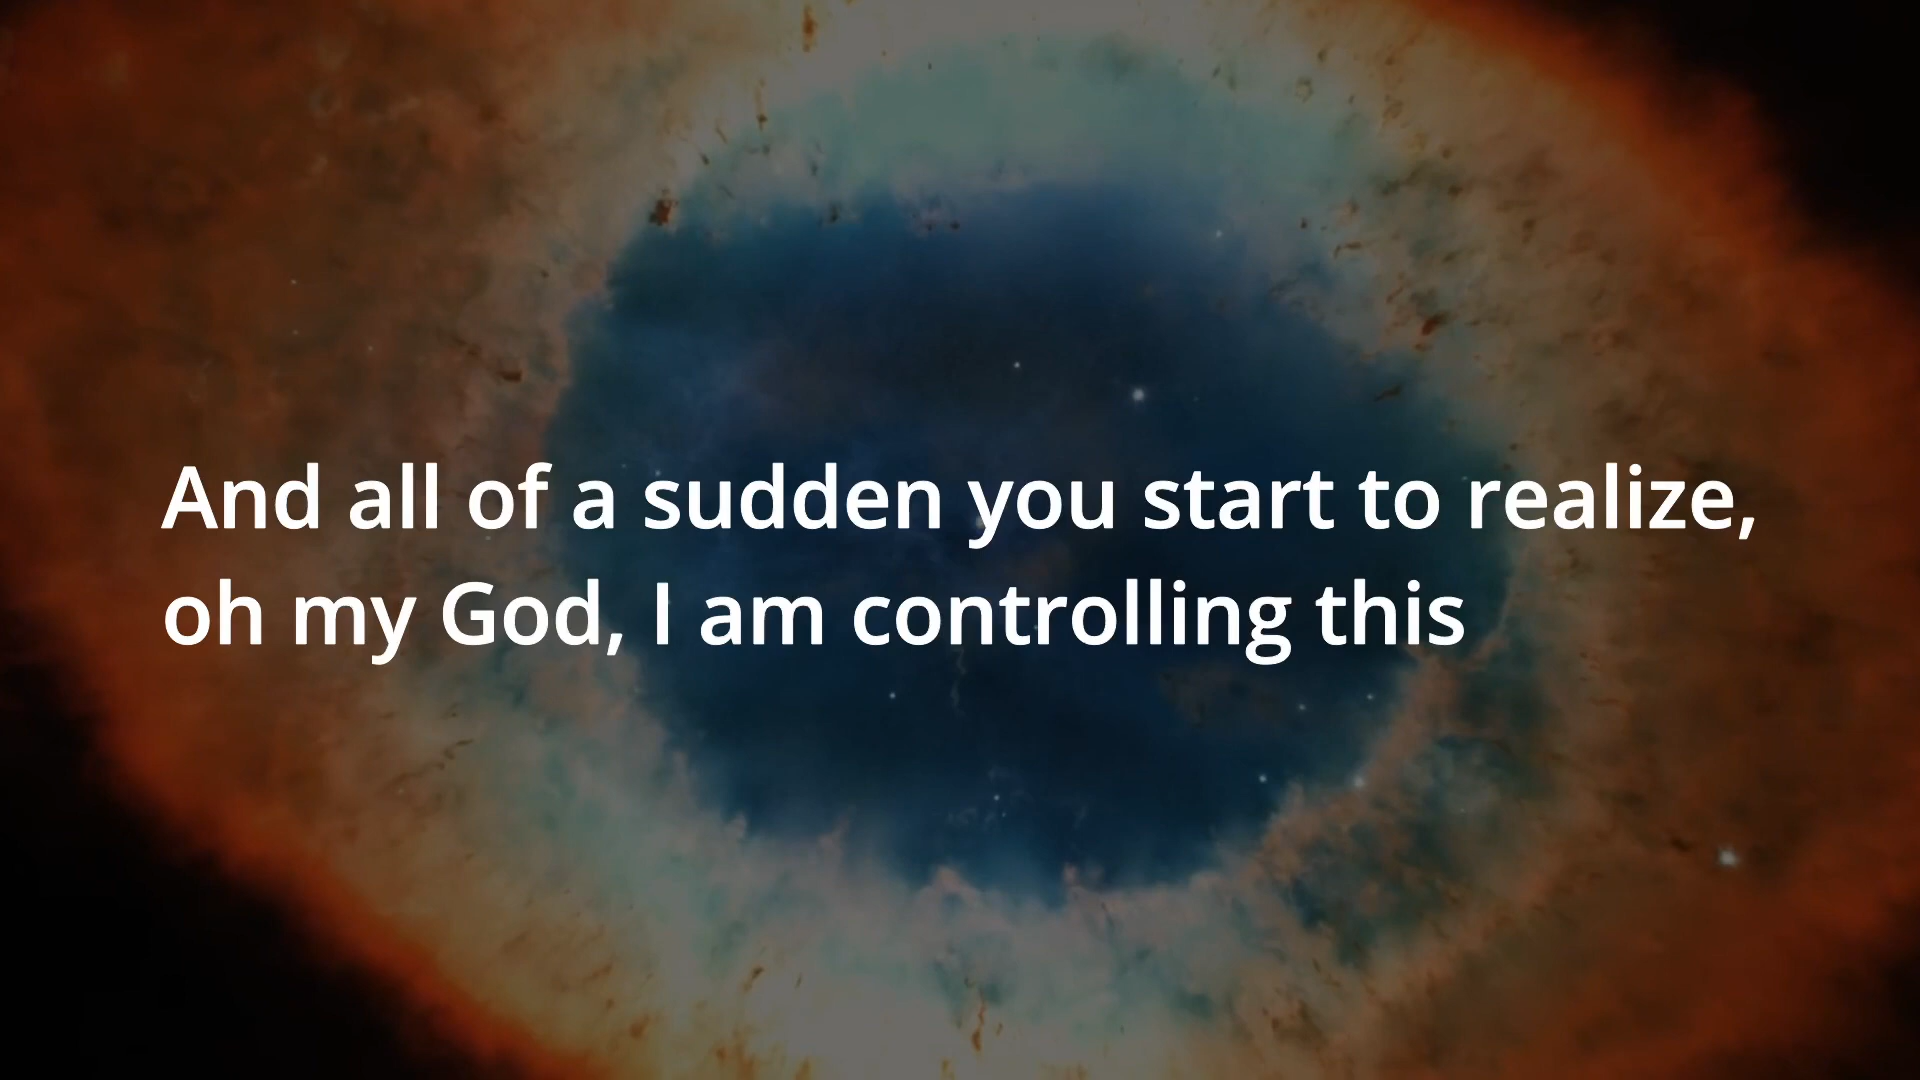 And all of a sudden you start to realize,
oh my God, I am controlling this